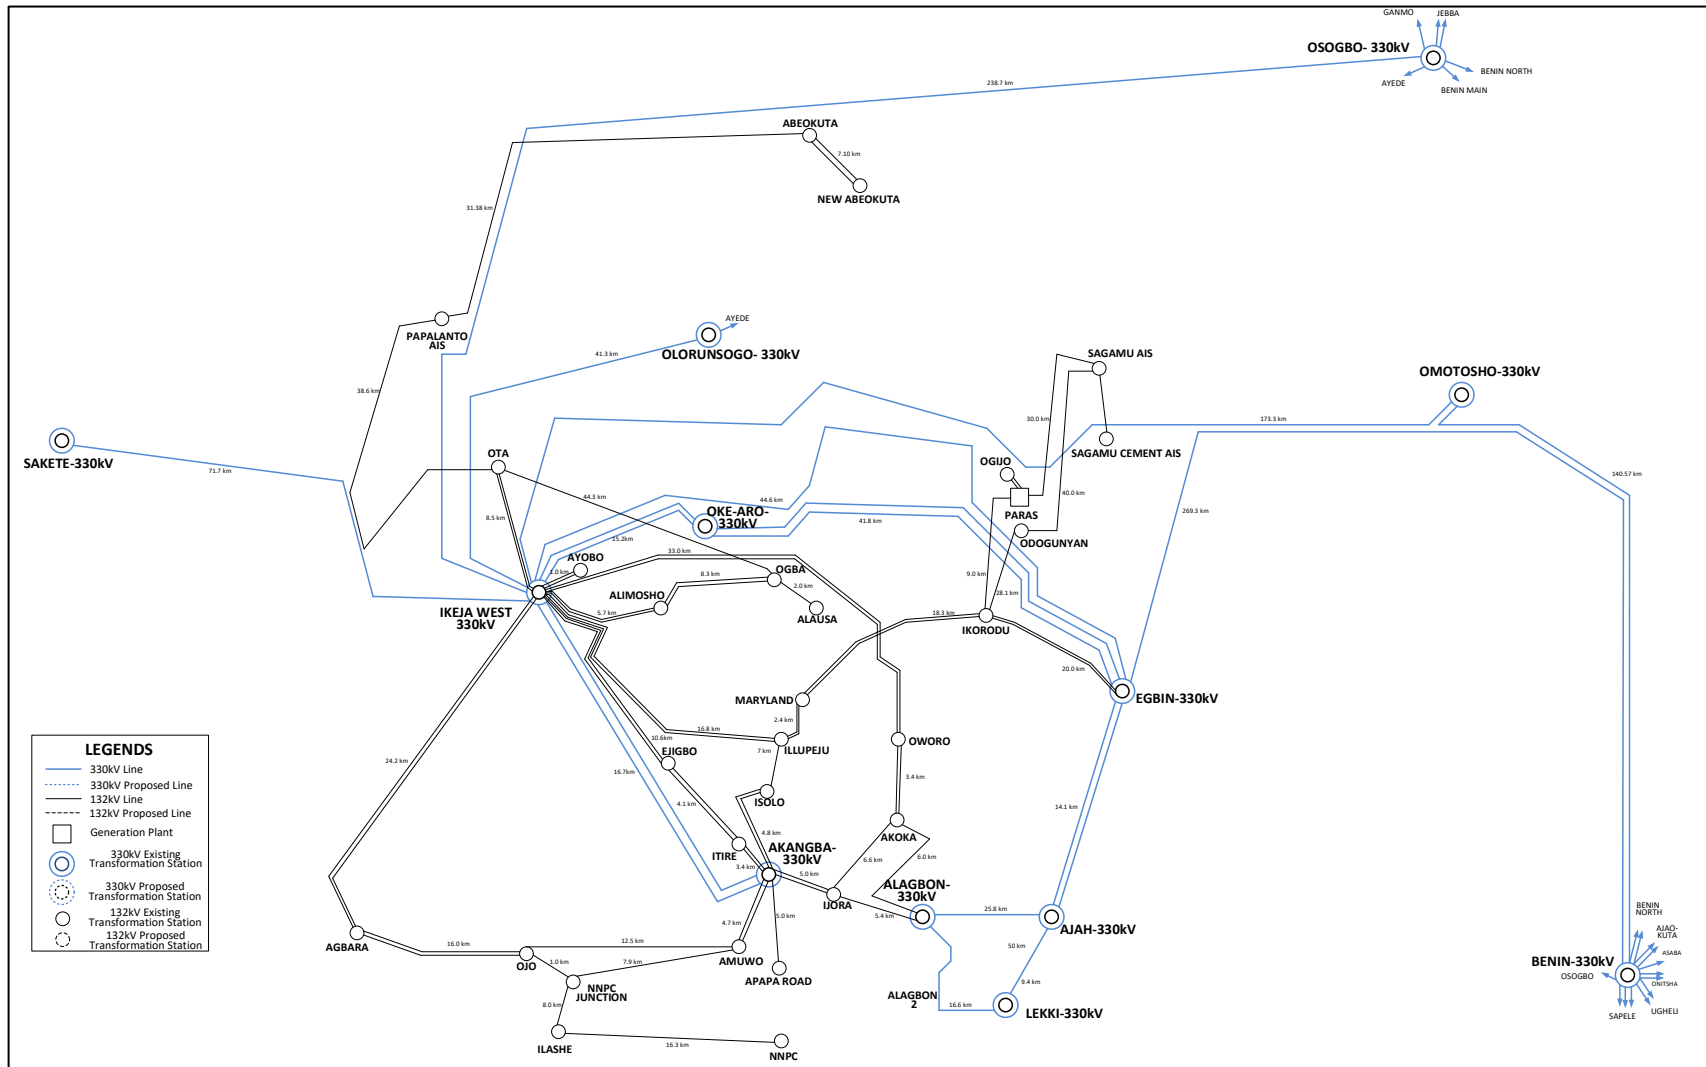 GANMO
JEBBA
OSOGBO- 330kV
BENIN NORTH
AYEDE
BENIN MAIN
238.7 km
ABEOKUTA
7.10 km
NEW ABEOKUTA
31.38 km
PAPALANTO
AIS
AYEDE
OLORUNSOGO- 330kV
41.3 km
SAGAMU AIS
OMOTOSHO-330kV
38.6 km
30.0 km
173.3 km
SAKETE-330kV
71.7 km
OTA
OGIJO
SAGAMU CEMENT AIS
44.3 km
44.6 km
40.0 km
140.57 km
8.5 km
OKE-ARO-
330kV
41.8 km
PARAS
ODOGUNYAN
269.3 km
15.2km
AYOBO
33.0 km
1.0 km
OGBA
8.3 km
2.0 km
9.0 km
28.1 km
ALIMOSHO
5.7 km
ALAUSA
18.3 km
IKORODU
IKEJA WEST
330kV
20.0 km
MARYLAND
EGBIN-330kV
2.4 km
16.8 km
10.6km
EJIGBO
7 km
ILLUPEJU
OWORO
24.2 km
16.7km
3.4 km
ISOLO
4.1 km
14.1 km
4.8 km
AKOKA
ITIRE
AKANGBA-
330kV
3.4 km
6.6 km
6.0 km
5.0 km
ALAGBON-
330kV
IJORA
5.4 km
25.8 km
AJAH-330kV
4.7 km
5.0 km
AGBARA
16.0 km
12.5 km
50 km
OJO
1.0 km
7.9 km
AMUWO
APAPA ROAD
NNPC
JUNCTION
9.4 km
ALAGBON
2
16.6 km
LEKKI-330kV
8.0 km
ILASHE
16.3 km
NNPC
BENIN
NORTH
AJAO-
KUTA
ASABA
BENIN-330kV
OSOGBO
ONITSHA
SAPELE
UGHELI
LEGENDS
330kV Line
330kV Proposed Line
132kV Line
132kV Proposed Line
Generation Plant
330kV Existing
Transformation Station
330kV Proposed
Transformation Station
132kV Existing
Transformation Station
132kV Proposed
Transformation Station